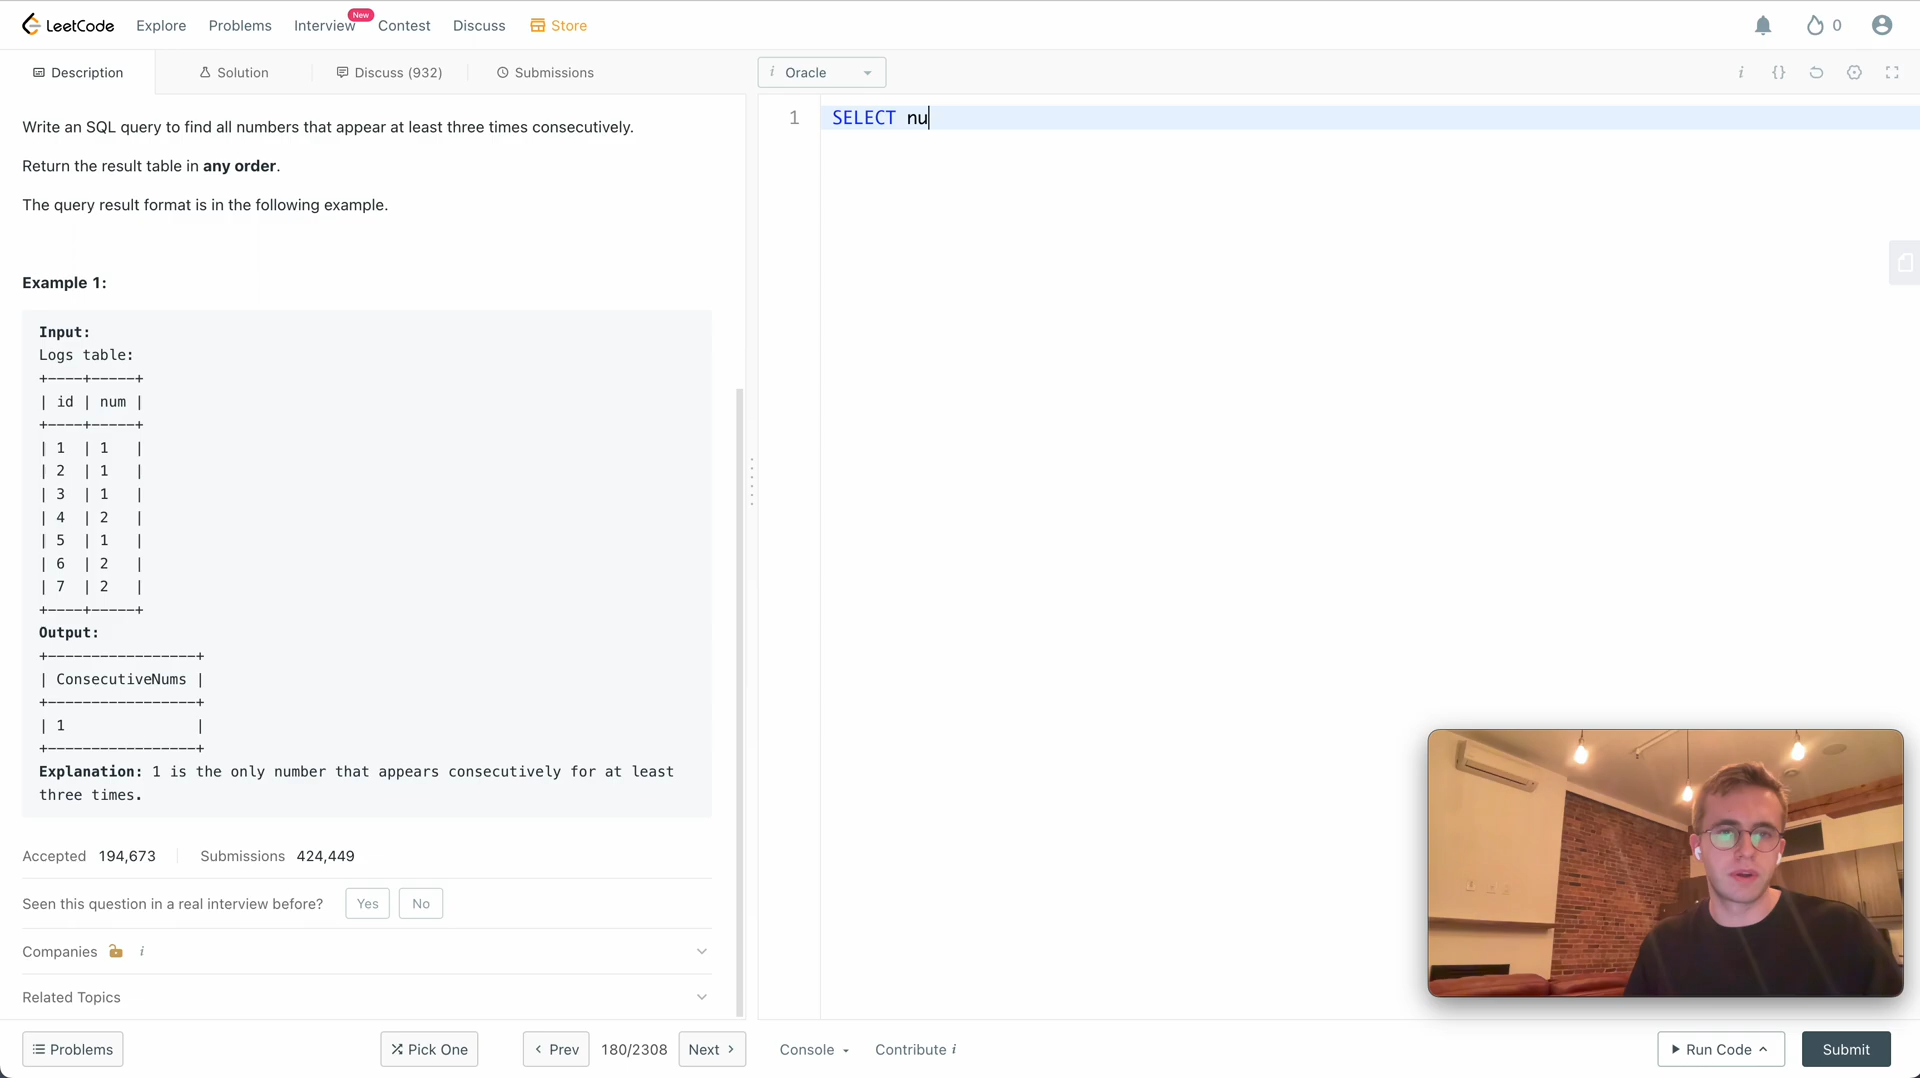 LeetCode Explore Problems Interview New Contest Discuss Store 0
Description Solution Discuss (932) Submissions i Oracle i {}
Write an SQL query to find all numbers that appear at least three times consecutively.
Return the result table in any order.
The query result format is in the following example.
Example 1:
Input:
Logs table:
+----+-----+
| id | num |
+----+-----+
| 1 | 1 |
| 2 | 1 |
| 3 | 1 |
| 4 | 2 |
| 5 | 1 |
| 6 | 2 |
| 7 | 2 |
+----+-----+
Output:
+-----------------+
| ConsecutiveNums |
+-----------------+
| 1 |
+-----------------+
Explanation: 1 is the only number that appears consecutively for at least
three times.
Accepted 194,673 Submissions 424,449
Seen this question in a real interview before? Yes No
Companies i
Related Topics
Problems Pick One < Prev 180/2308 Next >
1 SELECT nu
Console Contribute i Run Code Submit